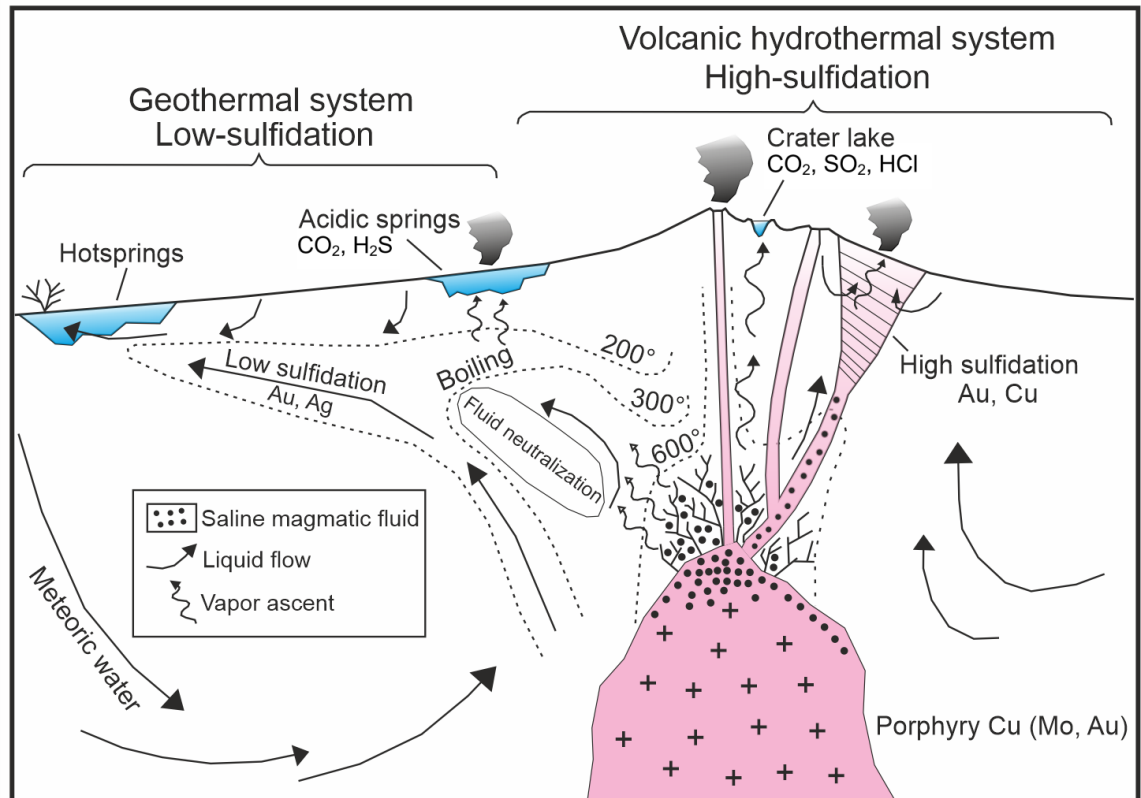 Volcanic hydrothermal system
High-sulfidation
Geothermal system
Low-sulfidation
Crater lake
CO₂, SO₂, HCl
Acidic springs
CO₂, H₂S
Hotsprings
200°
Boiling
Low sulfidation
Au, Ag
High sulfidation
Au, Cu
300°
Fluid neutralization
600°
Saline magmatic fluid
Liquid flow
Vapor ascent
Meteoric water
Porphyry Cu (Mo, Au)